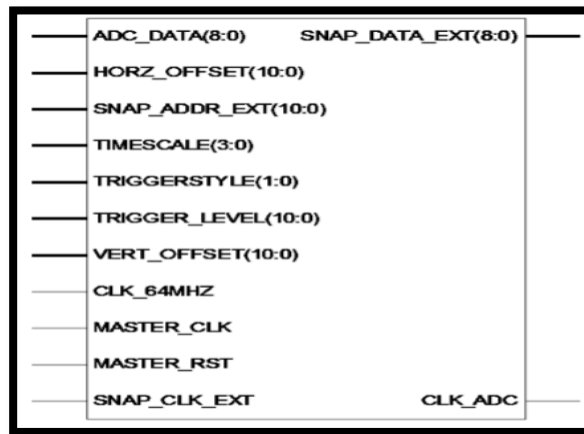 ADC_DATA(8:0) SNAP_DATA_EXT(8:0)
HORZ_OFFSET(10:0)
SNAP_ADDR_EXT(10:0)
TIMESCALE(3:0)
TRIGGERSTYLE(1:0)
TRIGGER_LEVEL(10:0)
VERT_OFFSET(10:0)
CLK_64MHZ
MASTER_CLK
MASTER_RST
SNAP_CLK_EXT CLK_ADC